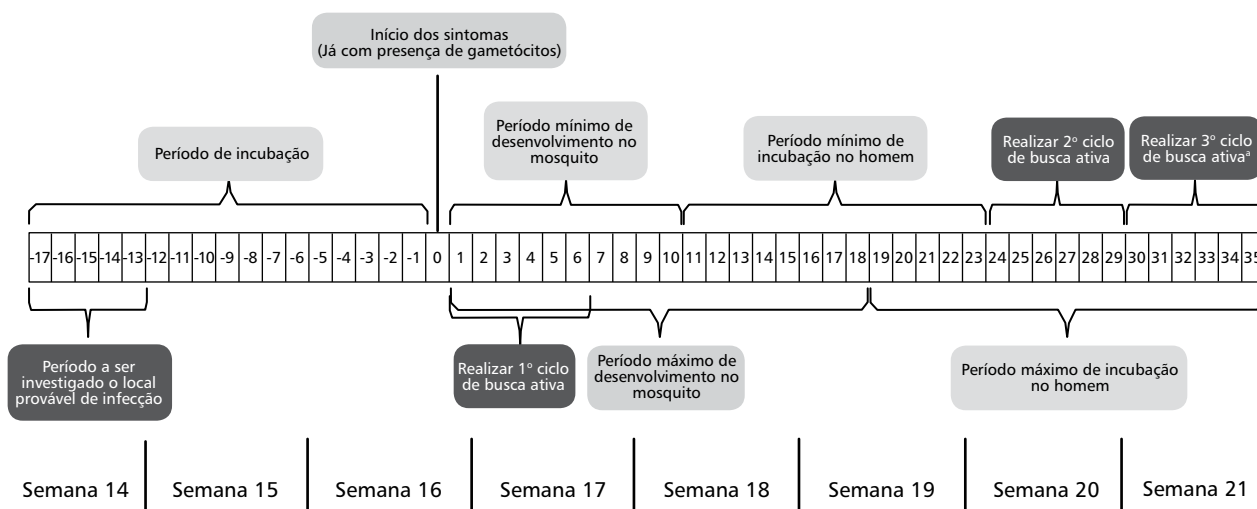 Início dos sintomas
(Já com presença de gametócitos)
Período de incubação
Período mínimo de
desenvolvimento no
mosquito
Período mínimo de
incubação no homem
Realizar 2º ciclo
de busca ativa
Realizar 3º ciclo
de busca ativaª
-17 -16 -15 -14 -13 -12 -11 -10 -9 -8 -7 -6 -5 -4 -3 -2 -1 0 1 2 3 4 5 6 7 8 9 10 11 12 13 14 15 16 17 18 19 20 21 22 23 24 25 26 27 28 29 30 31 32 33 34 35
Período a ser
investigado o local
provável de infecção
Realizar 1º ciclo
de busca ativa
Período máximo de
desenvolvimento no
mosquito
Período máximo de incubação
no homem
Semana 14 Semana 15 Semana 16 Semana 17 Semana 18 Semana 19 Semana 20 Semana 21